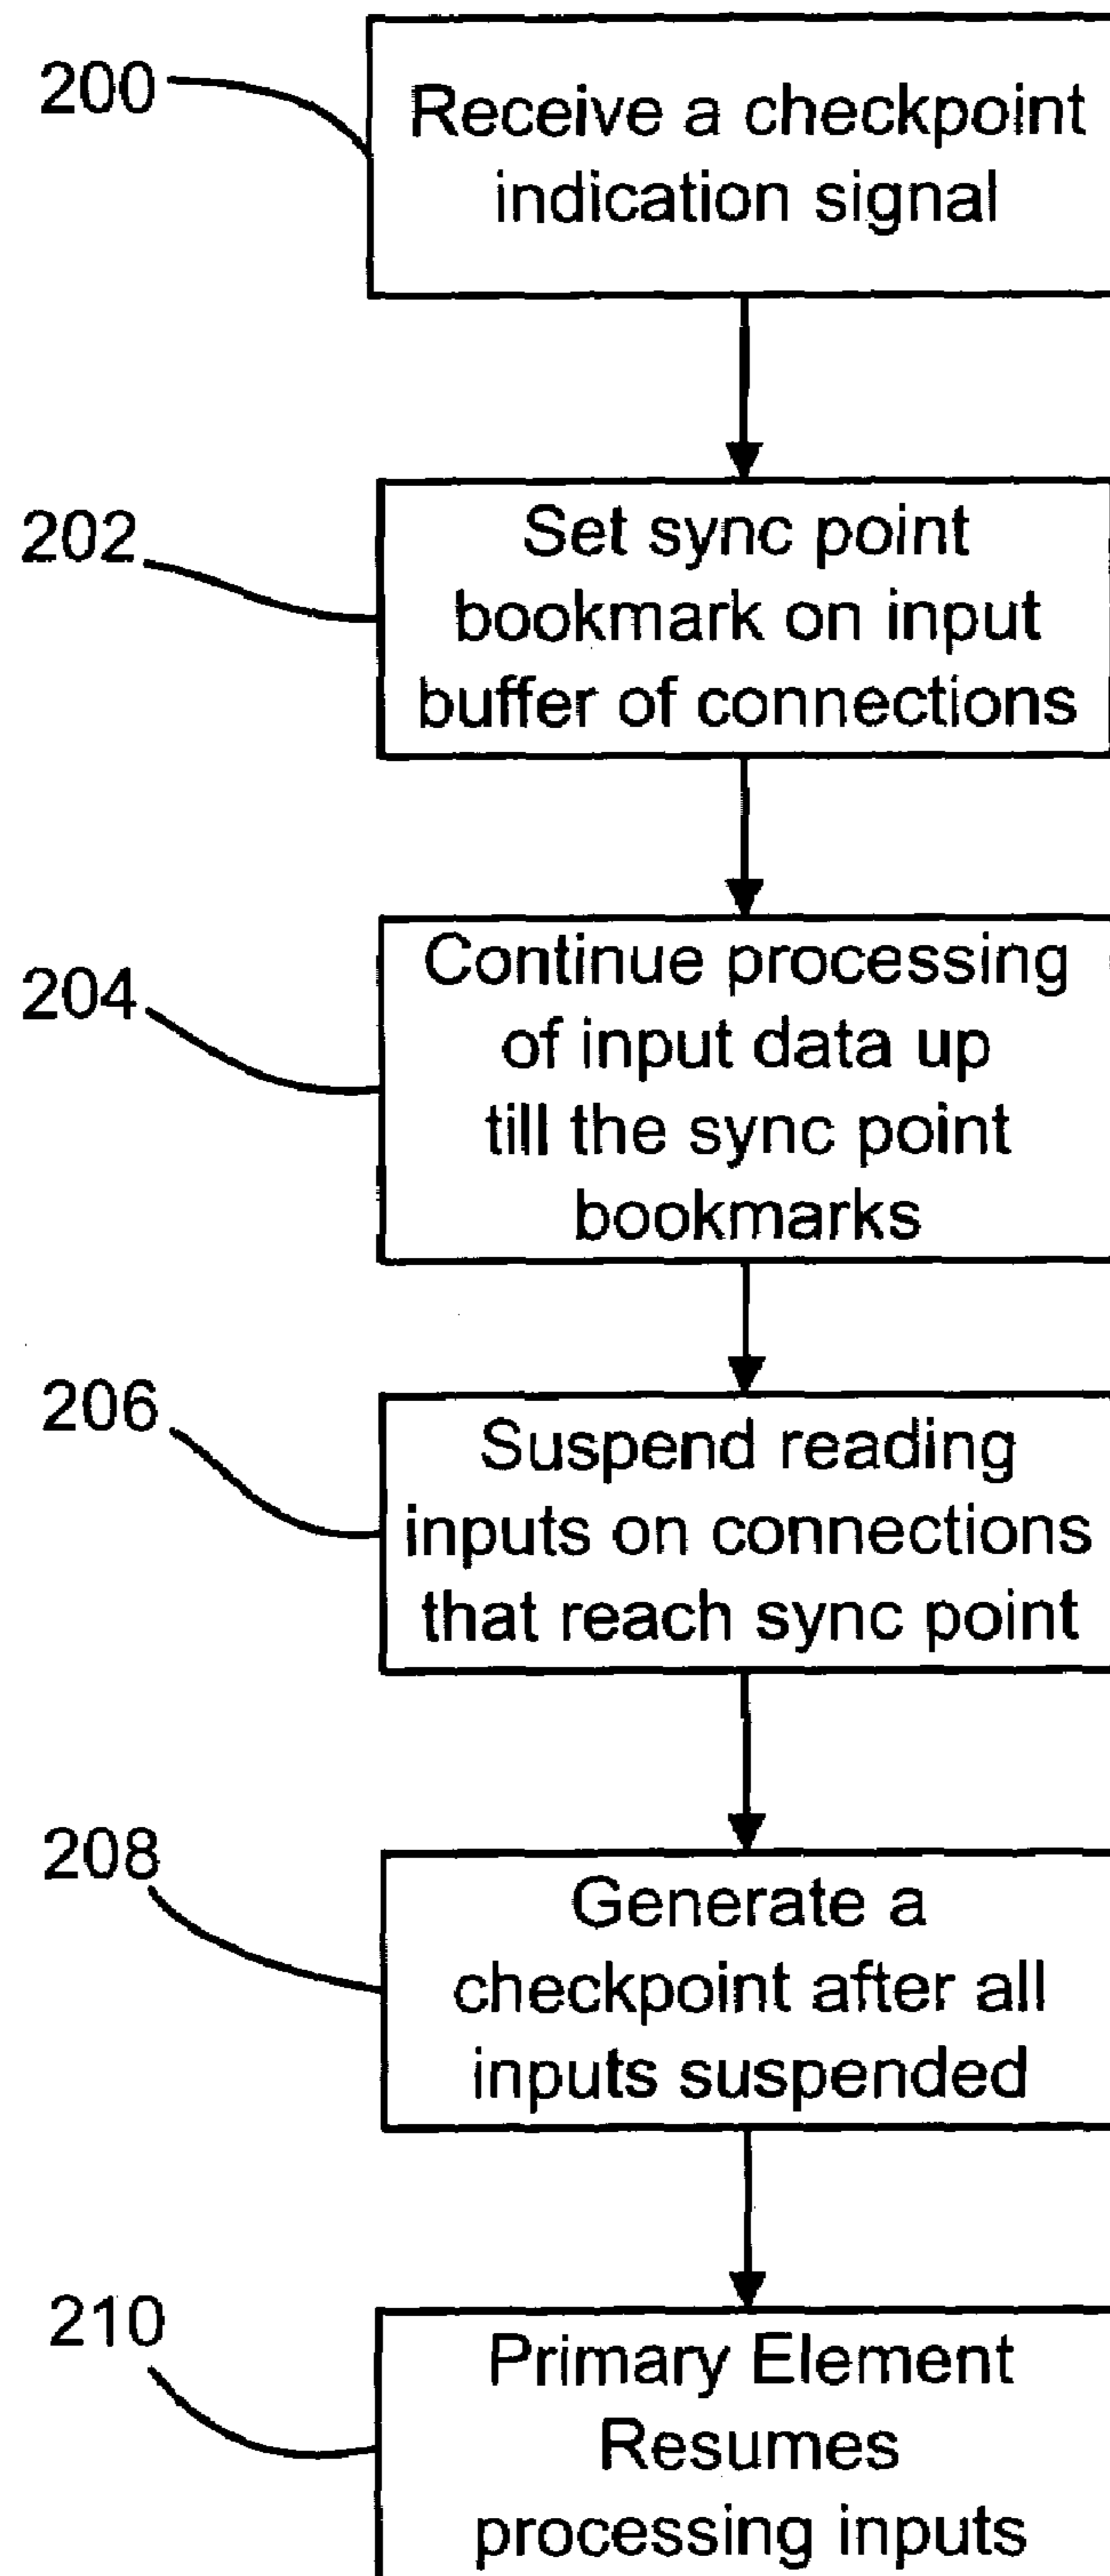 200
Receive a checkpoint
indication signal
202
Set sync point
bookmark on input
buffer of connections
204
Continue processing
of input data up
till the sync point
bookmarks
206
Suspend reading
inputs on connections
that reach sync point
208
Generate a
checkpoint after all
inputs suspended
210
Primary Element
Resumes
processing inputs